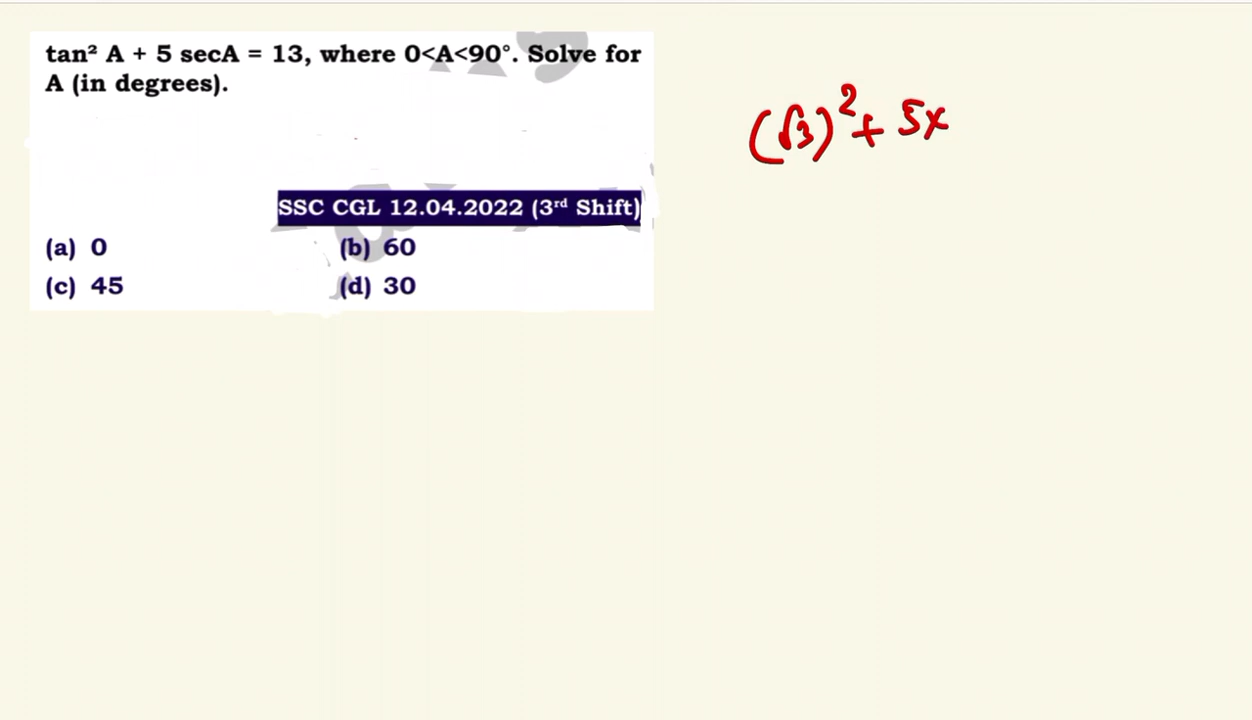 tan² A + 5 secA = 13, where 0<A<90°. Solve for
A (in degrees).
SSC CGL 12.04.2022 (3rd Shift)
(a) 0 (b) 60
(c) 45 (d) 30
(√3)² + 5×